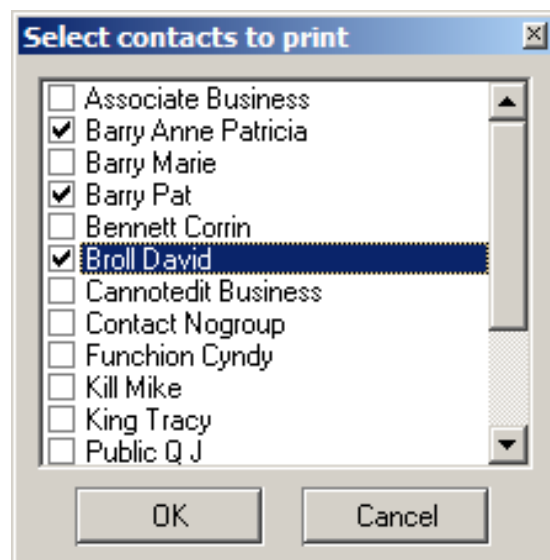 Select contacts to print
Associate Business
Barry Anne Patricia
Barry Marie
Barry Pat
Bennett Corrin
Broll David
Cannotedit Business
Contact Nogroup
Funchion Cyndy
Kill Mike
King Tracy
Public Q J
OK
Cancel